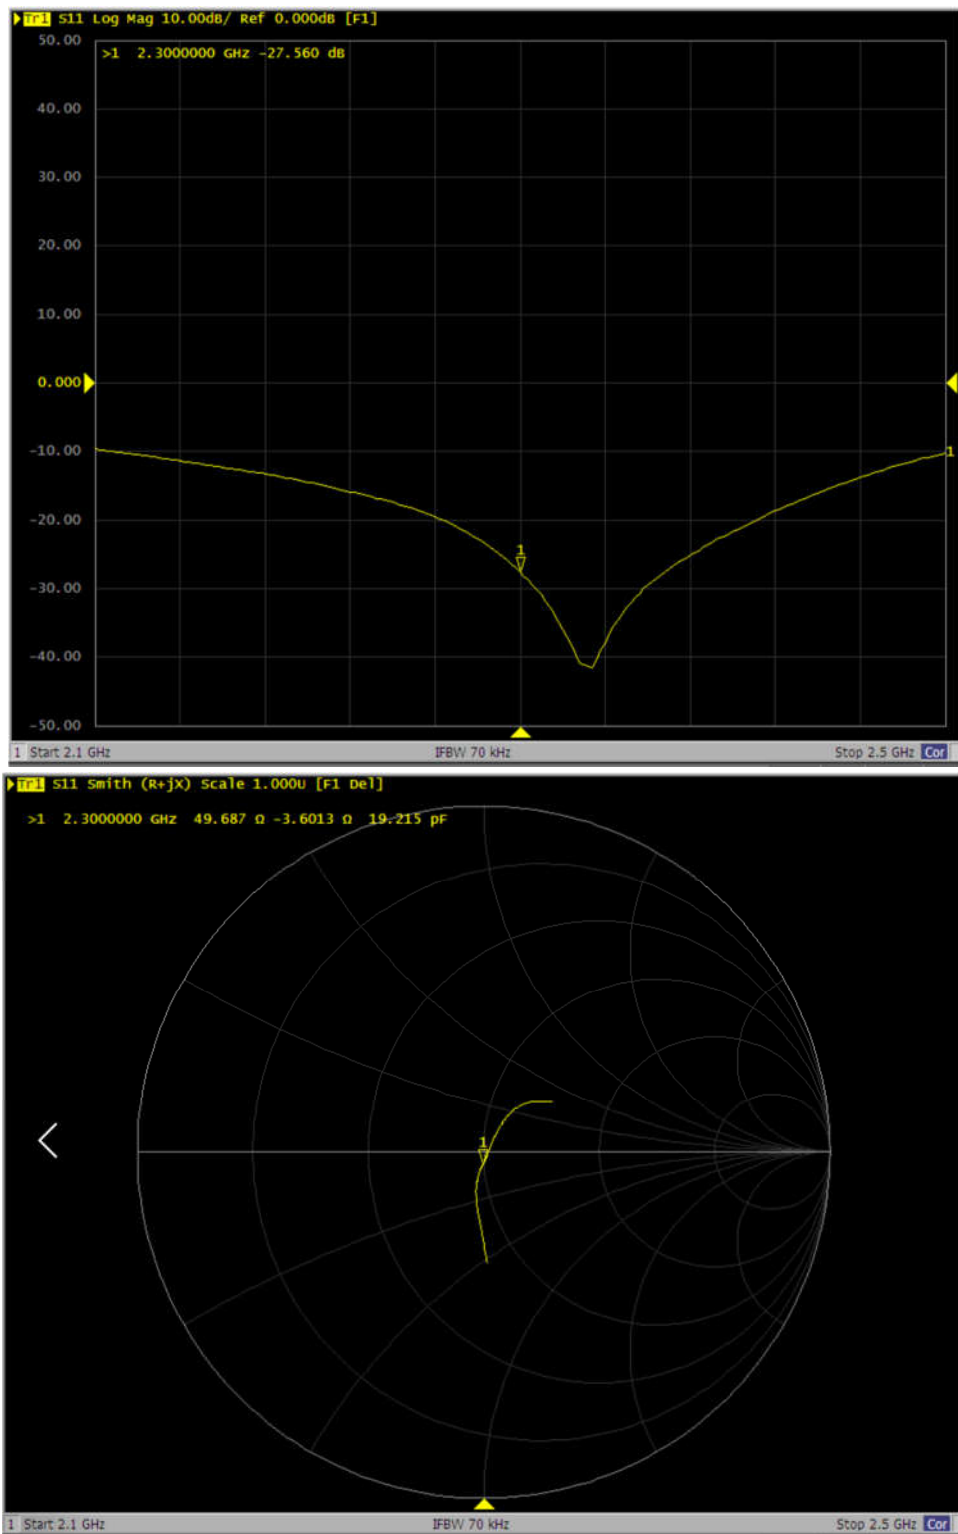 Tr1 S11 Log Mag 10.00dB/ Ref 0.000dB [F1]
50.00
>1 2.3000000 GHz -27.560 dB
40.00
30.00
20.00
10.00
0.000
-10.00
1
-20.00
1
-30.00
-40.00
-50.00
1 Start 2.1 GHz IFBW 70 kHz Stop 2.5 GHz Cor
Tr1 S11 Smith (R+jX) Scale 1.000U [F1 Del]
>1 2.3000000 GHz 49.687 Ω -3.6013 Ω 19.215 pF
1
1 Start 2.1 GHz IFBW 70 kHz Stop 2.5 GHz Cor